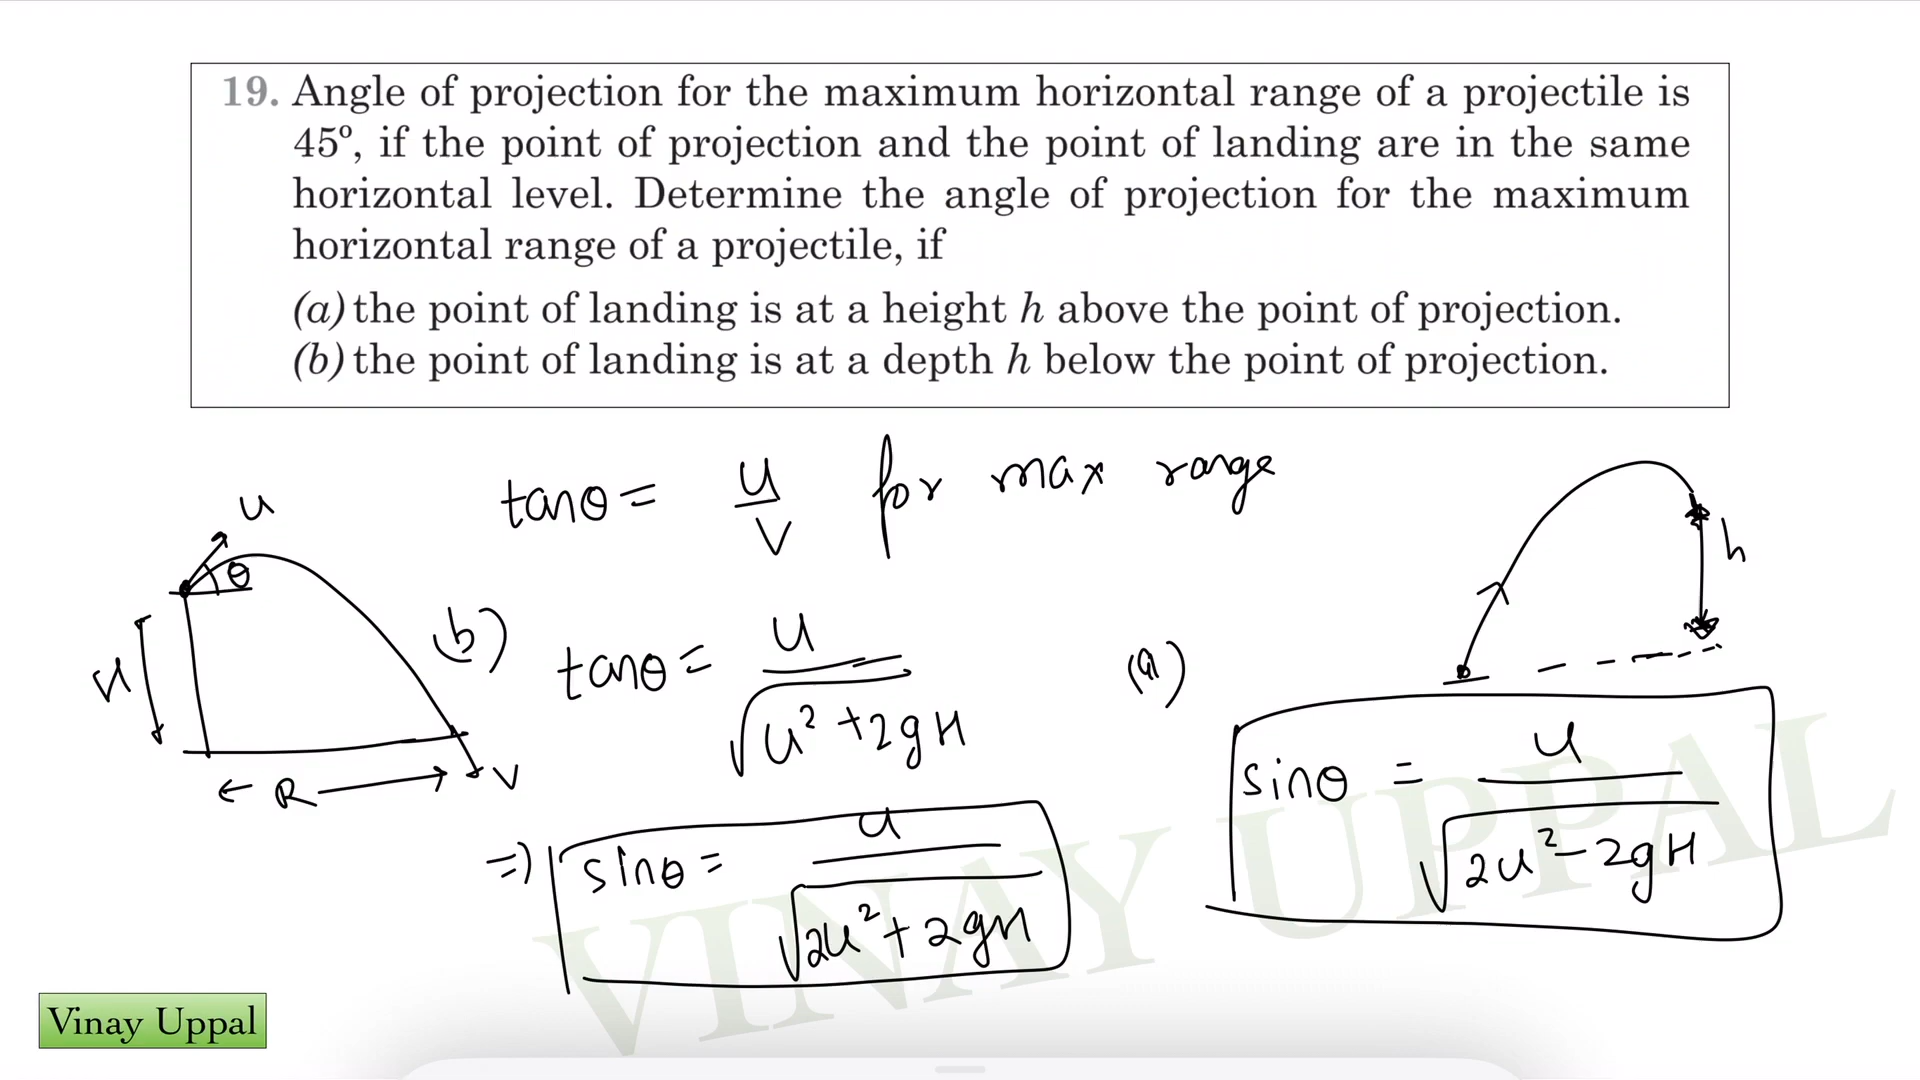 19. Angle of projection for the maximum horizontal range of a projectile is
45º, if the point of projection and the point of landing are in the same
horizontal level. Determine the angle of projection for the maximum
horizontal range of a projectile, if
(a) the point of landing is at a height h above the point of projection.
(b) the point of landing is at a depth h below the point of projection.
tanθ = u/v for max range
u
θ
H
R
v
(b) tanθ = u/√(u² + 2gH)
=) sinθ = u/√(2u² + 2gH)
h
(a)
sinθ = u/√(2u² - 2gH)
VINAY UPPAL
Vinay Uppal